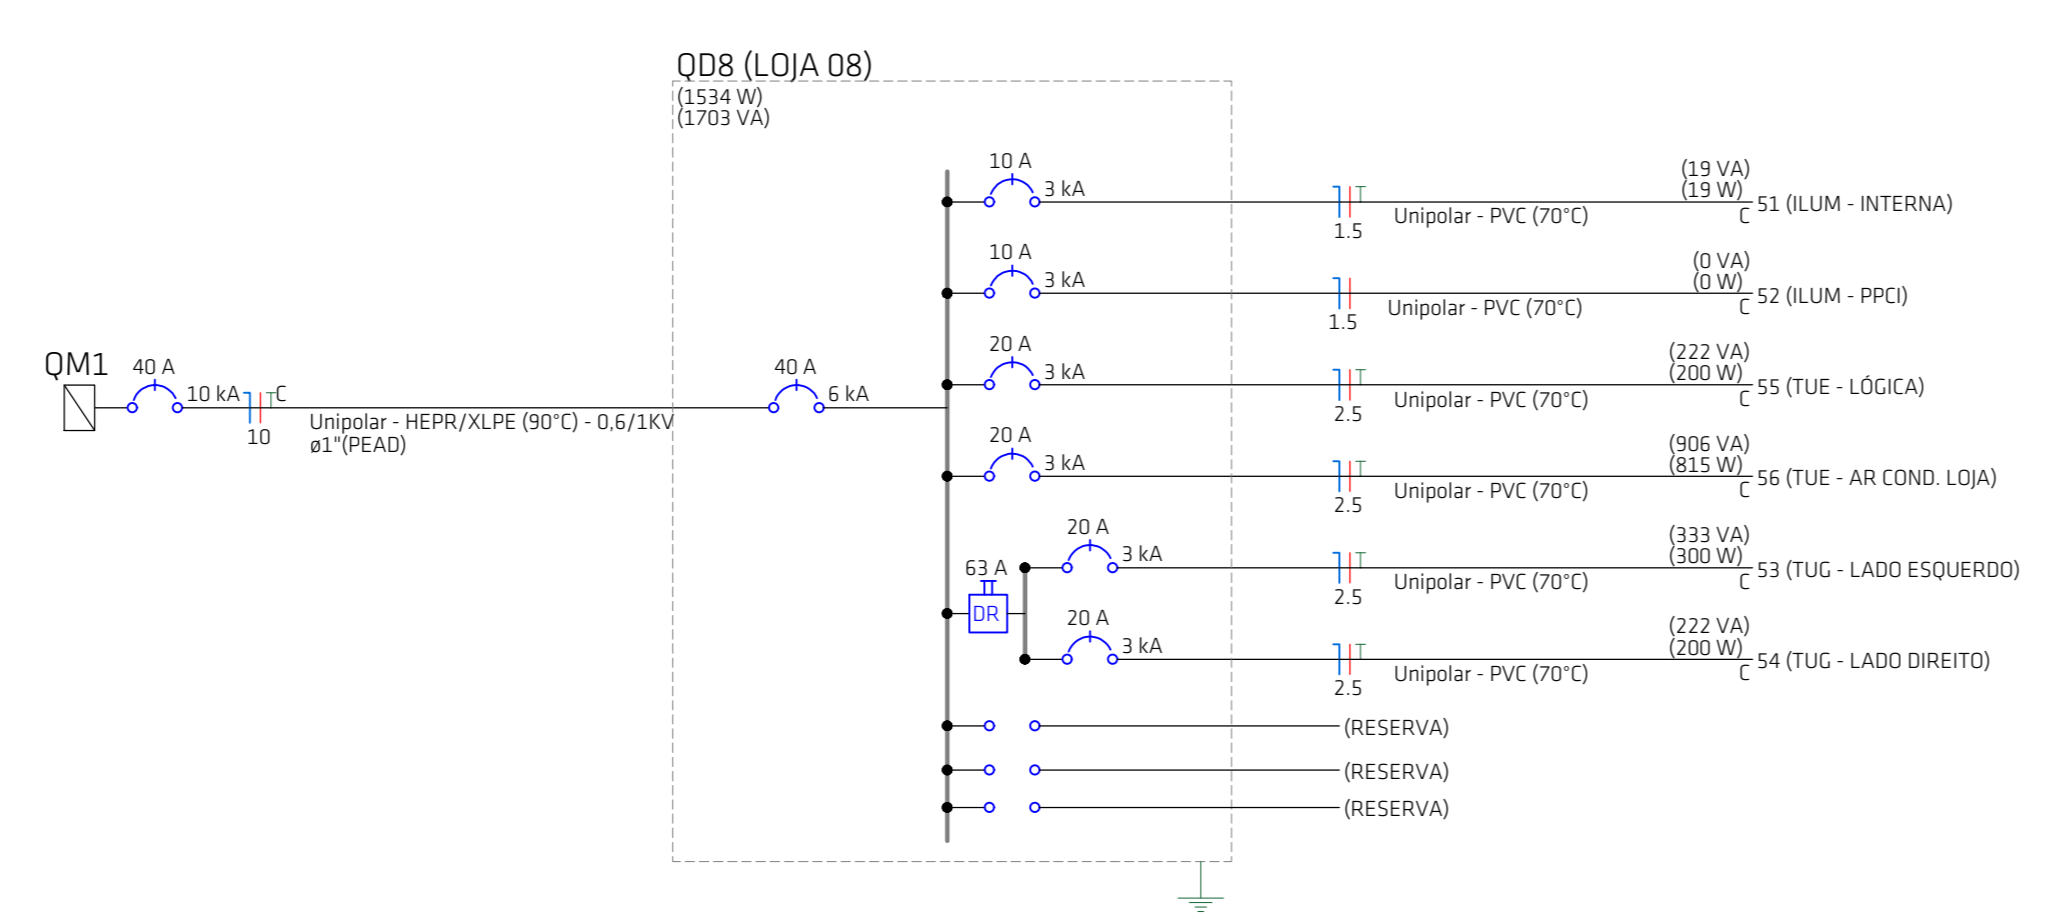 QD8 (LOJA 08)
(1534 W)
(1703 VA)
10 A
3 kA
1.5
Unipolar - PVC (70°C)
(19 VA)
(19 W)
C
51 (ILUM - INTERNA)
10 A
3 kA
1.5
Unipolar - PVC (70°C)
(0 VA)
(0 W)
C
52 (ILUM - PPCI)
QM1
40 A
10 kA
C
10
Unipolar - HEPR/XLPE (90°C) - 0,6/1KV
ø1"(PEAD)
40 A
6 kA
20 A
3 kA
T
2.5
Unipolar - PVC (70°C)
(222 VA)
(200 W)
C
55 (TUE - LÓGICA)
20 A
3 kA
2.5
Unipolar - PVC (70°C)
(906 VA)
(815 W)
C
56 (TUE - AR COND. LOJA)
63 A
DR
20 A
3 kA
2.5
Unipolar - PVC (70°C)
(333 VA)
(300 W)
C
53 (TUG - LADO ESQUERDO)
20 A
3 kA
2.5
Unipolar - PVC (70°C)
(222 VA)
(200 W)
C
54 (TUG - LADO DIREITO)
(RESERVA)
(RESERVA)
(RESERVA)